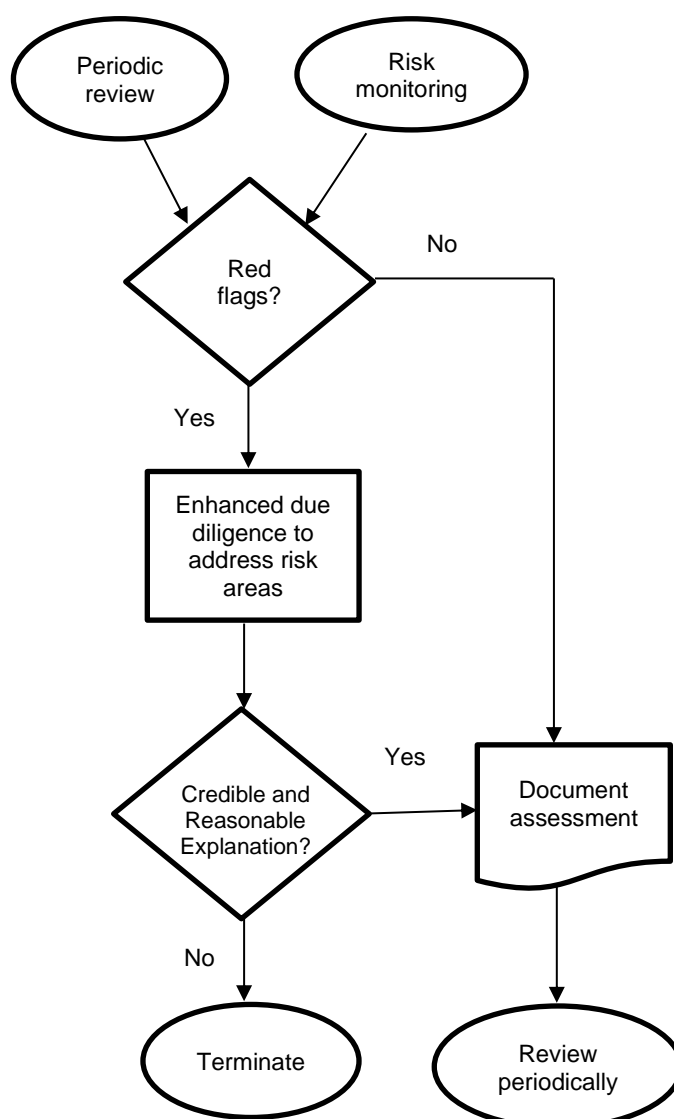 Periodic
review
Risk
monitoring
Red
flags?
No
Yes
Enhanced due
diligence to
address risk
areas
Credible and
Reasonable
Explanation?
Yes
Document
assessment
No
Terminate
Review
periodically